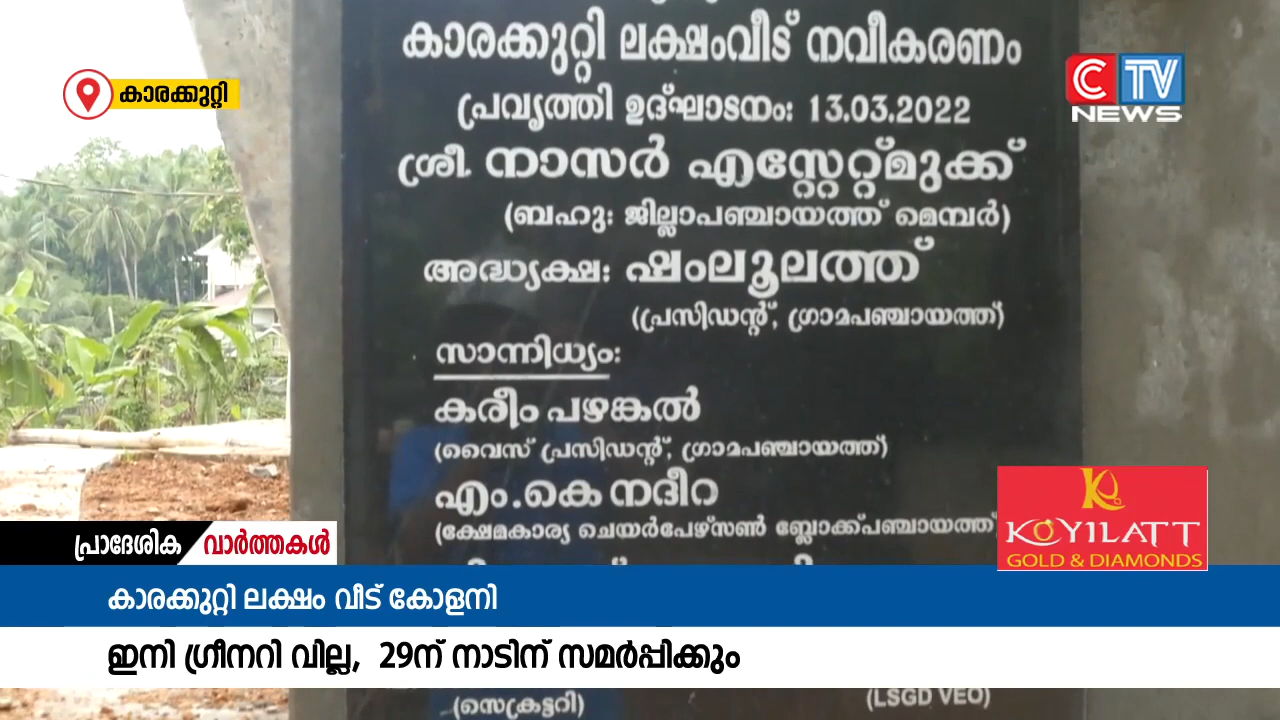 കാരക്കുറ്റി ലക്ഷംവീട് നവീകരണം
പ്രവൃത്തി ഉദ്ഘാടനം: 13.03.2022
ശ്രീ. നാസർ എസ്റ്റേറ്റ്മുക്ക്
(ബഹു: ജില്ലാപഞ്ചായത്ത് മെമ്പർ)
അദ്ധ്യക്ഷ: ഷംലൂലത്ത്
(പ്രസിഡന്റ്, ഗ്രാമപഞ്ചായത്ത്)
സാന്നിധ്യം:
കരീം പഴങ്കൽ
(വൈസ് പ്രസിഡന്റ്, ഗ്രാമപഞ്ചായത്ത്)
എം.കെ നദീറ
(ക്ഷേമകാര്യ ചെയർപേഴ്സൺ ബ്ലോക്ക്പഞ്ചായത്ത്
(സെക്രട്ടറി)
(LSGD VEO)
കാരക്കുറ്റി
CTV
NEWS
KOYILATT
GOLD & DIAMONDS
പ്രാദേശിക വാർത്തകൾ
കാരക്കുറ്റി ലക്ഷം വീട് കോളനി
ഇനി ഗ്രീനറി വില്ല, 29ന് നാടിന് സമർപ്പിക്കും